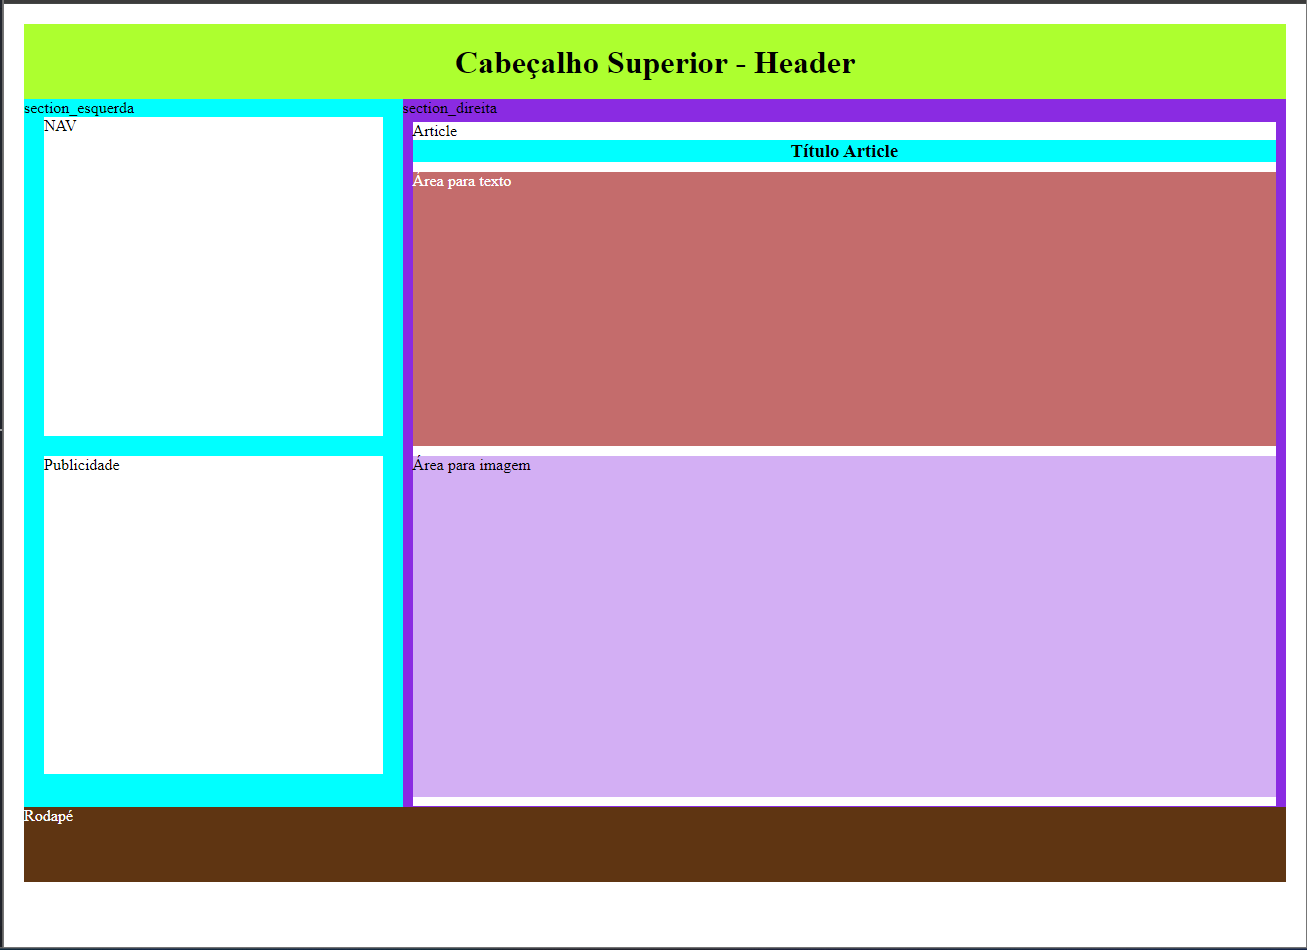 Cabeçalho Superior - Header
section_esquerda
NAV
Publicidade
section_direita
Article
Título Article
Área para texto
Área para imagem
Rodapé